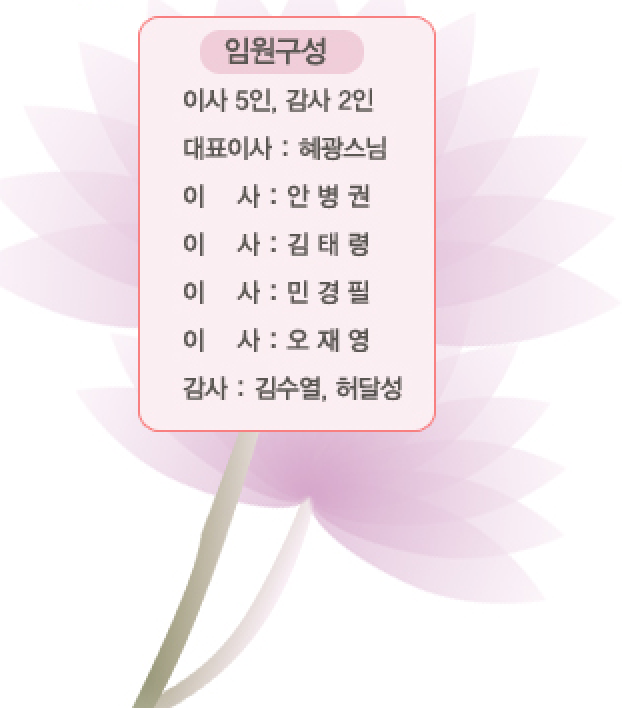 임원구성
이사 5인, 감사 2인
대표이사 : 혜광스님
이 사 : 안 병 권
이 사 : 김 태 령
이 사 : 민 경 필
이 사 : 오 재 영
감사 : 김수열, 허달성